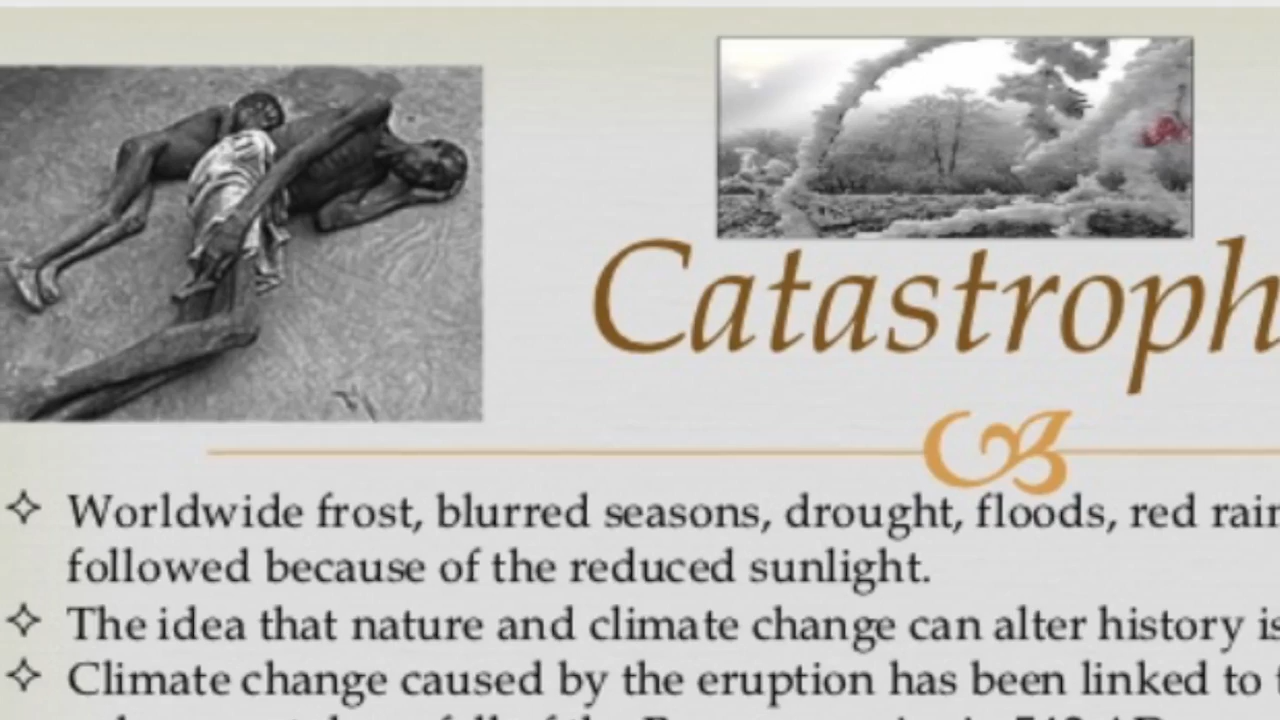 Catastroph
Worldwide frost, blurred seasons, drought, floods, red rain
followed because of the reduced sunlight.
The idea that nature and climate change can alter history is
Climate change caused by the eruption has been linked to